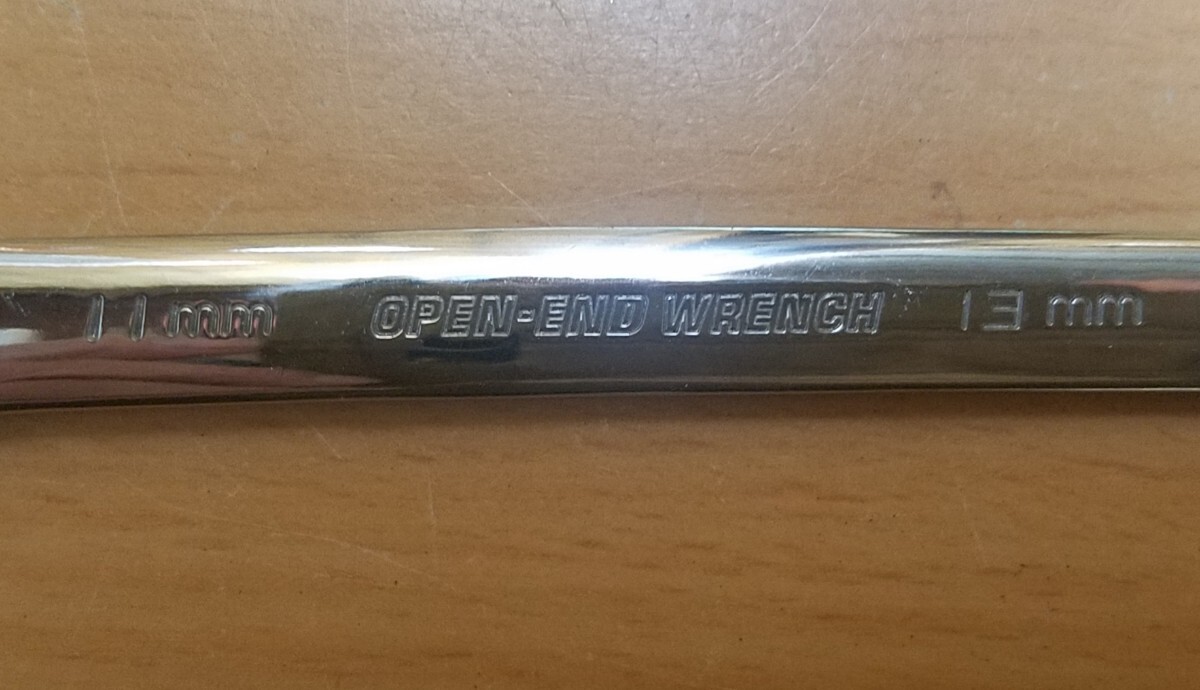 11 mm OPEN-END WRENCH 13 mm